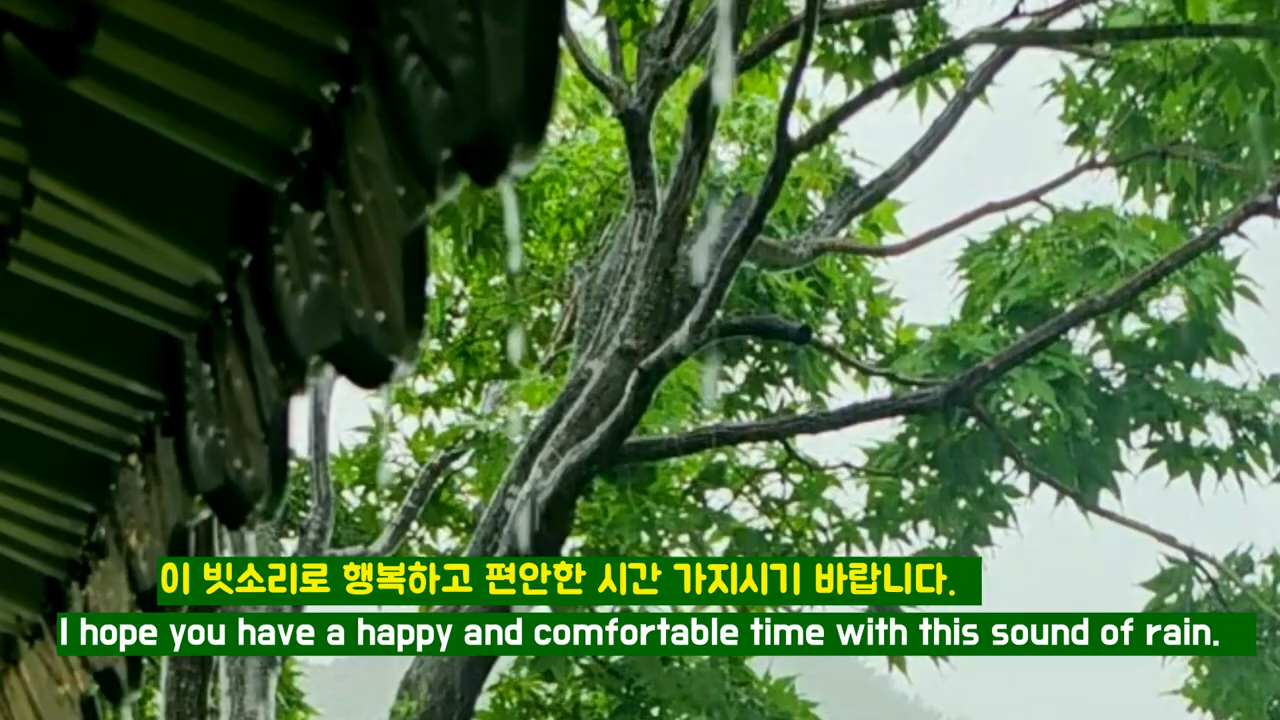 이 빗소리로 행복하고 편안한 시간 가지시기 바랍니다.
I hope you have a happy and comfortable time with this sound of rain.